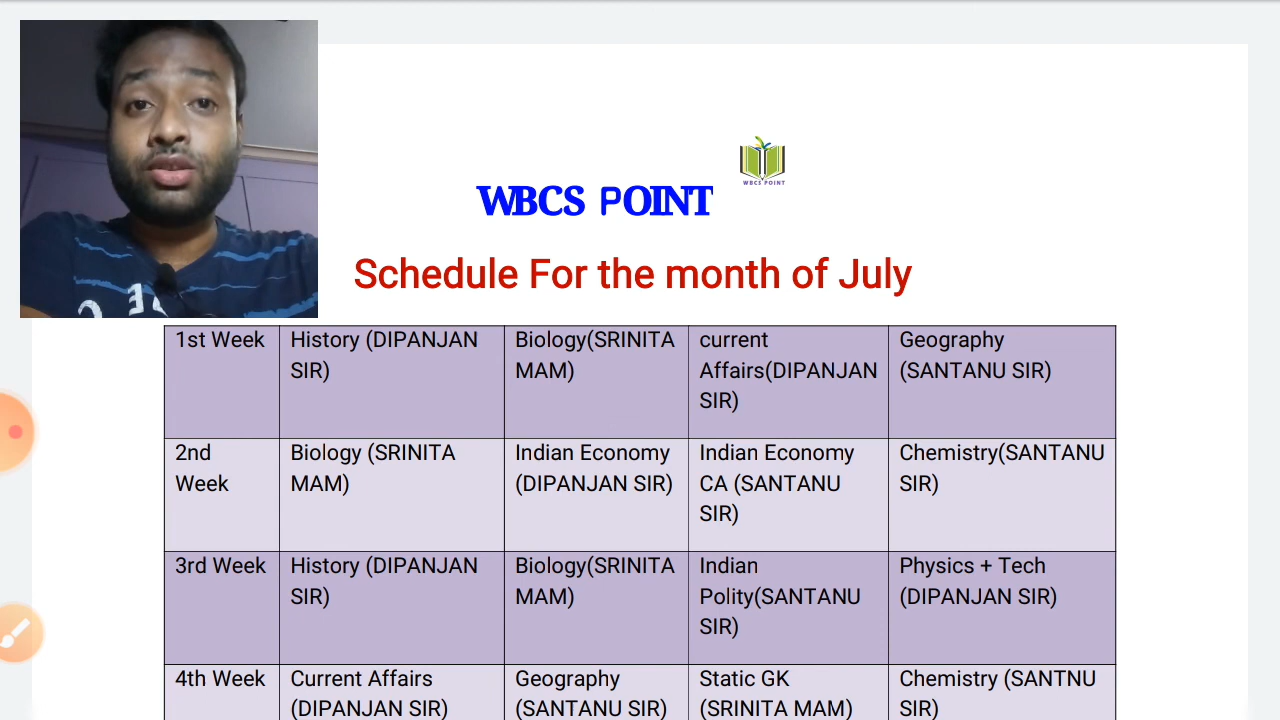 WBCS POINT
WBCS POINT
Schedule For the month of July
1st Week
History (DIPANJAN
SIR)
Biology(SRINITA
MAM)
current
Affairs(DIPANJAN
SIR)
Geography
(SANTANU SIR)
2nd
Week
Biology (SRINITA
MAM)
Indian Economy
(DIPANJAN SIR)
Indian Economy
CA (SANTANU
SIR)
Chemistry(SANTANU
SIR)
3rd Week
History (DIPANJAN
SIR)
Biology(SRINITA
MAM)
Indian
Polity(SANTANU
SIR)
Physics + Tech
(DIPANJAN SIR)
4th Week
Current Affairs
(DIPANJAN SIR)
Geography
(SANTANU SIR)
Static GK
(SRINITA MAM)
Chemistry (SANTNU
SIR)